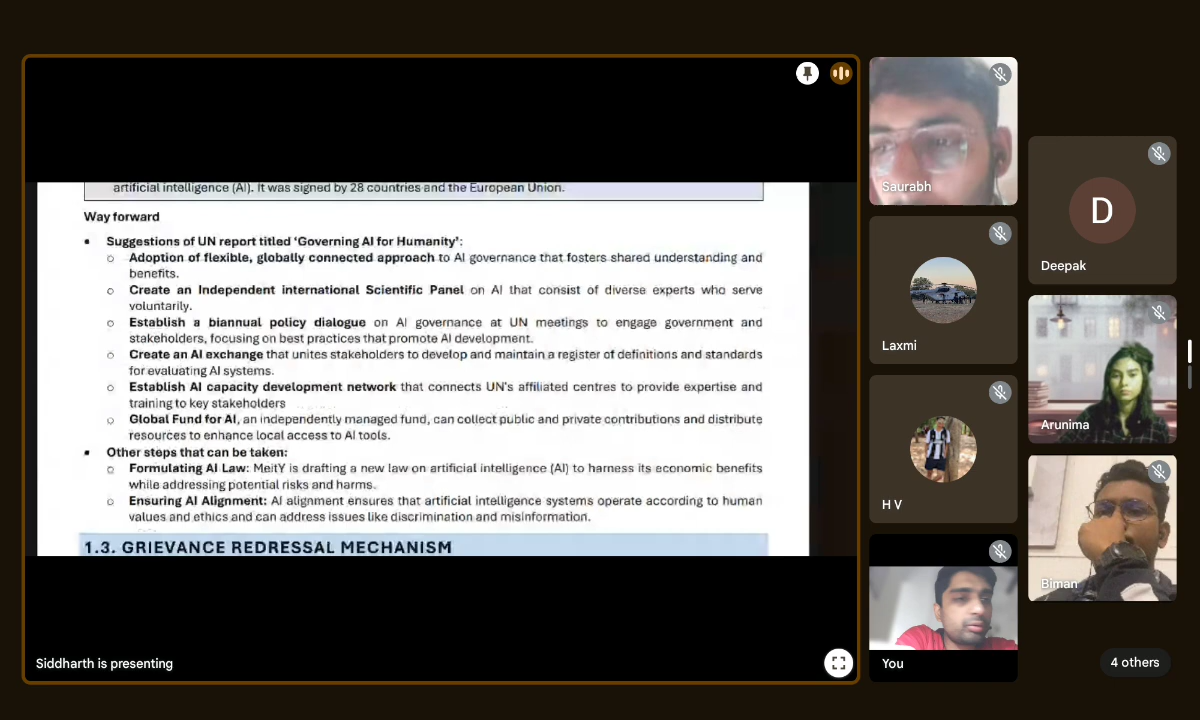 artificial intelligence (AI). It was signed by 28 countries and the European Union.
Way forward
▪ Suggestions of UN report titled ‘Governing AI for Humanity’:
○ Adoption of flexible, globally connected approach to AI governance that fosters shared understanding and
benefits.
○ Create an Independent international Scientific Panel on AI that consist of diverse experts who serve
voluntarily.
○ Establish a biannual policy dialogue on AI governance at UN meetings to engage government and
stakeholders, focusing on best practices that promote AI development.
○ Create an AI exchange that unites stakeholders to develop and maintain a register of definitions and standards
for evaluating AI systems.
○ Establish AI capacity development network that connects UN's affiliated centres to provide expertise and
training to key stakeholders
○ Global Fund for AI, an independently managed fund, can collect public and private contributions and distribute
resources to enhance local access to AI tools.
▪ Other steps that can be taken:
○ Formulating AI Law: MeitY is drafting a new law on artificial intelligence (AI) to harness its economic benefits
while addressing potential risks and harms.
○ Ensuring AI Alignment: AI alignment ensures that artificial intelligence systems operate according to human
values and ethics and can address issues like discrimination and misinformation.
1.3. GRIEVANCE REDRESSAL MECHANISM
Siddharth is presenting
Saurabh
Laxmi
H V
You
D
Deepak
Arunima
Biman
4 others